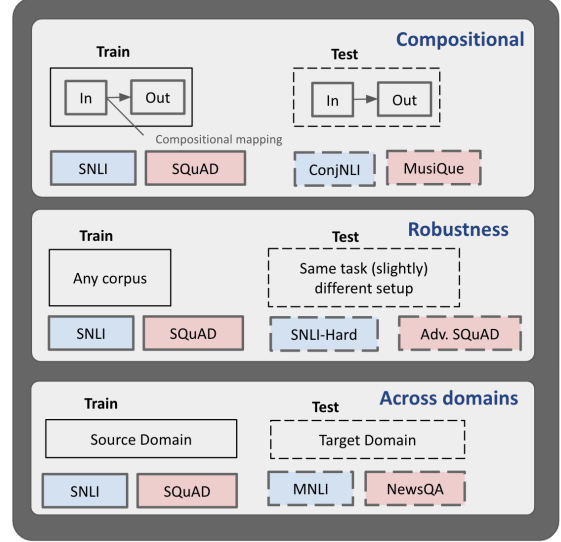 Compositional
Train
Test
In
Out
In
Out
Compositional mapping
SNLI
SQuAD
ConjNLI
MusiQue
Robustness
Train
Test
Any corpus
Same task (slightly)
different setup
SNLI
SQuAD
SNLI-Hard
Adv. SQuAD
Across domains
Train
Test
Source Domain
Target Domain
SNLI
SQuAD
MNLI
NewsQA